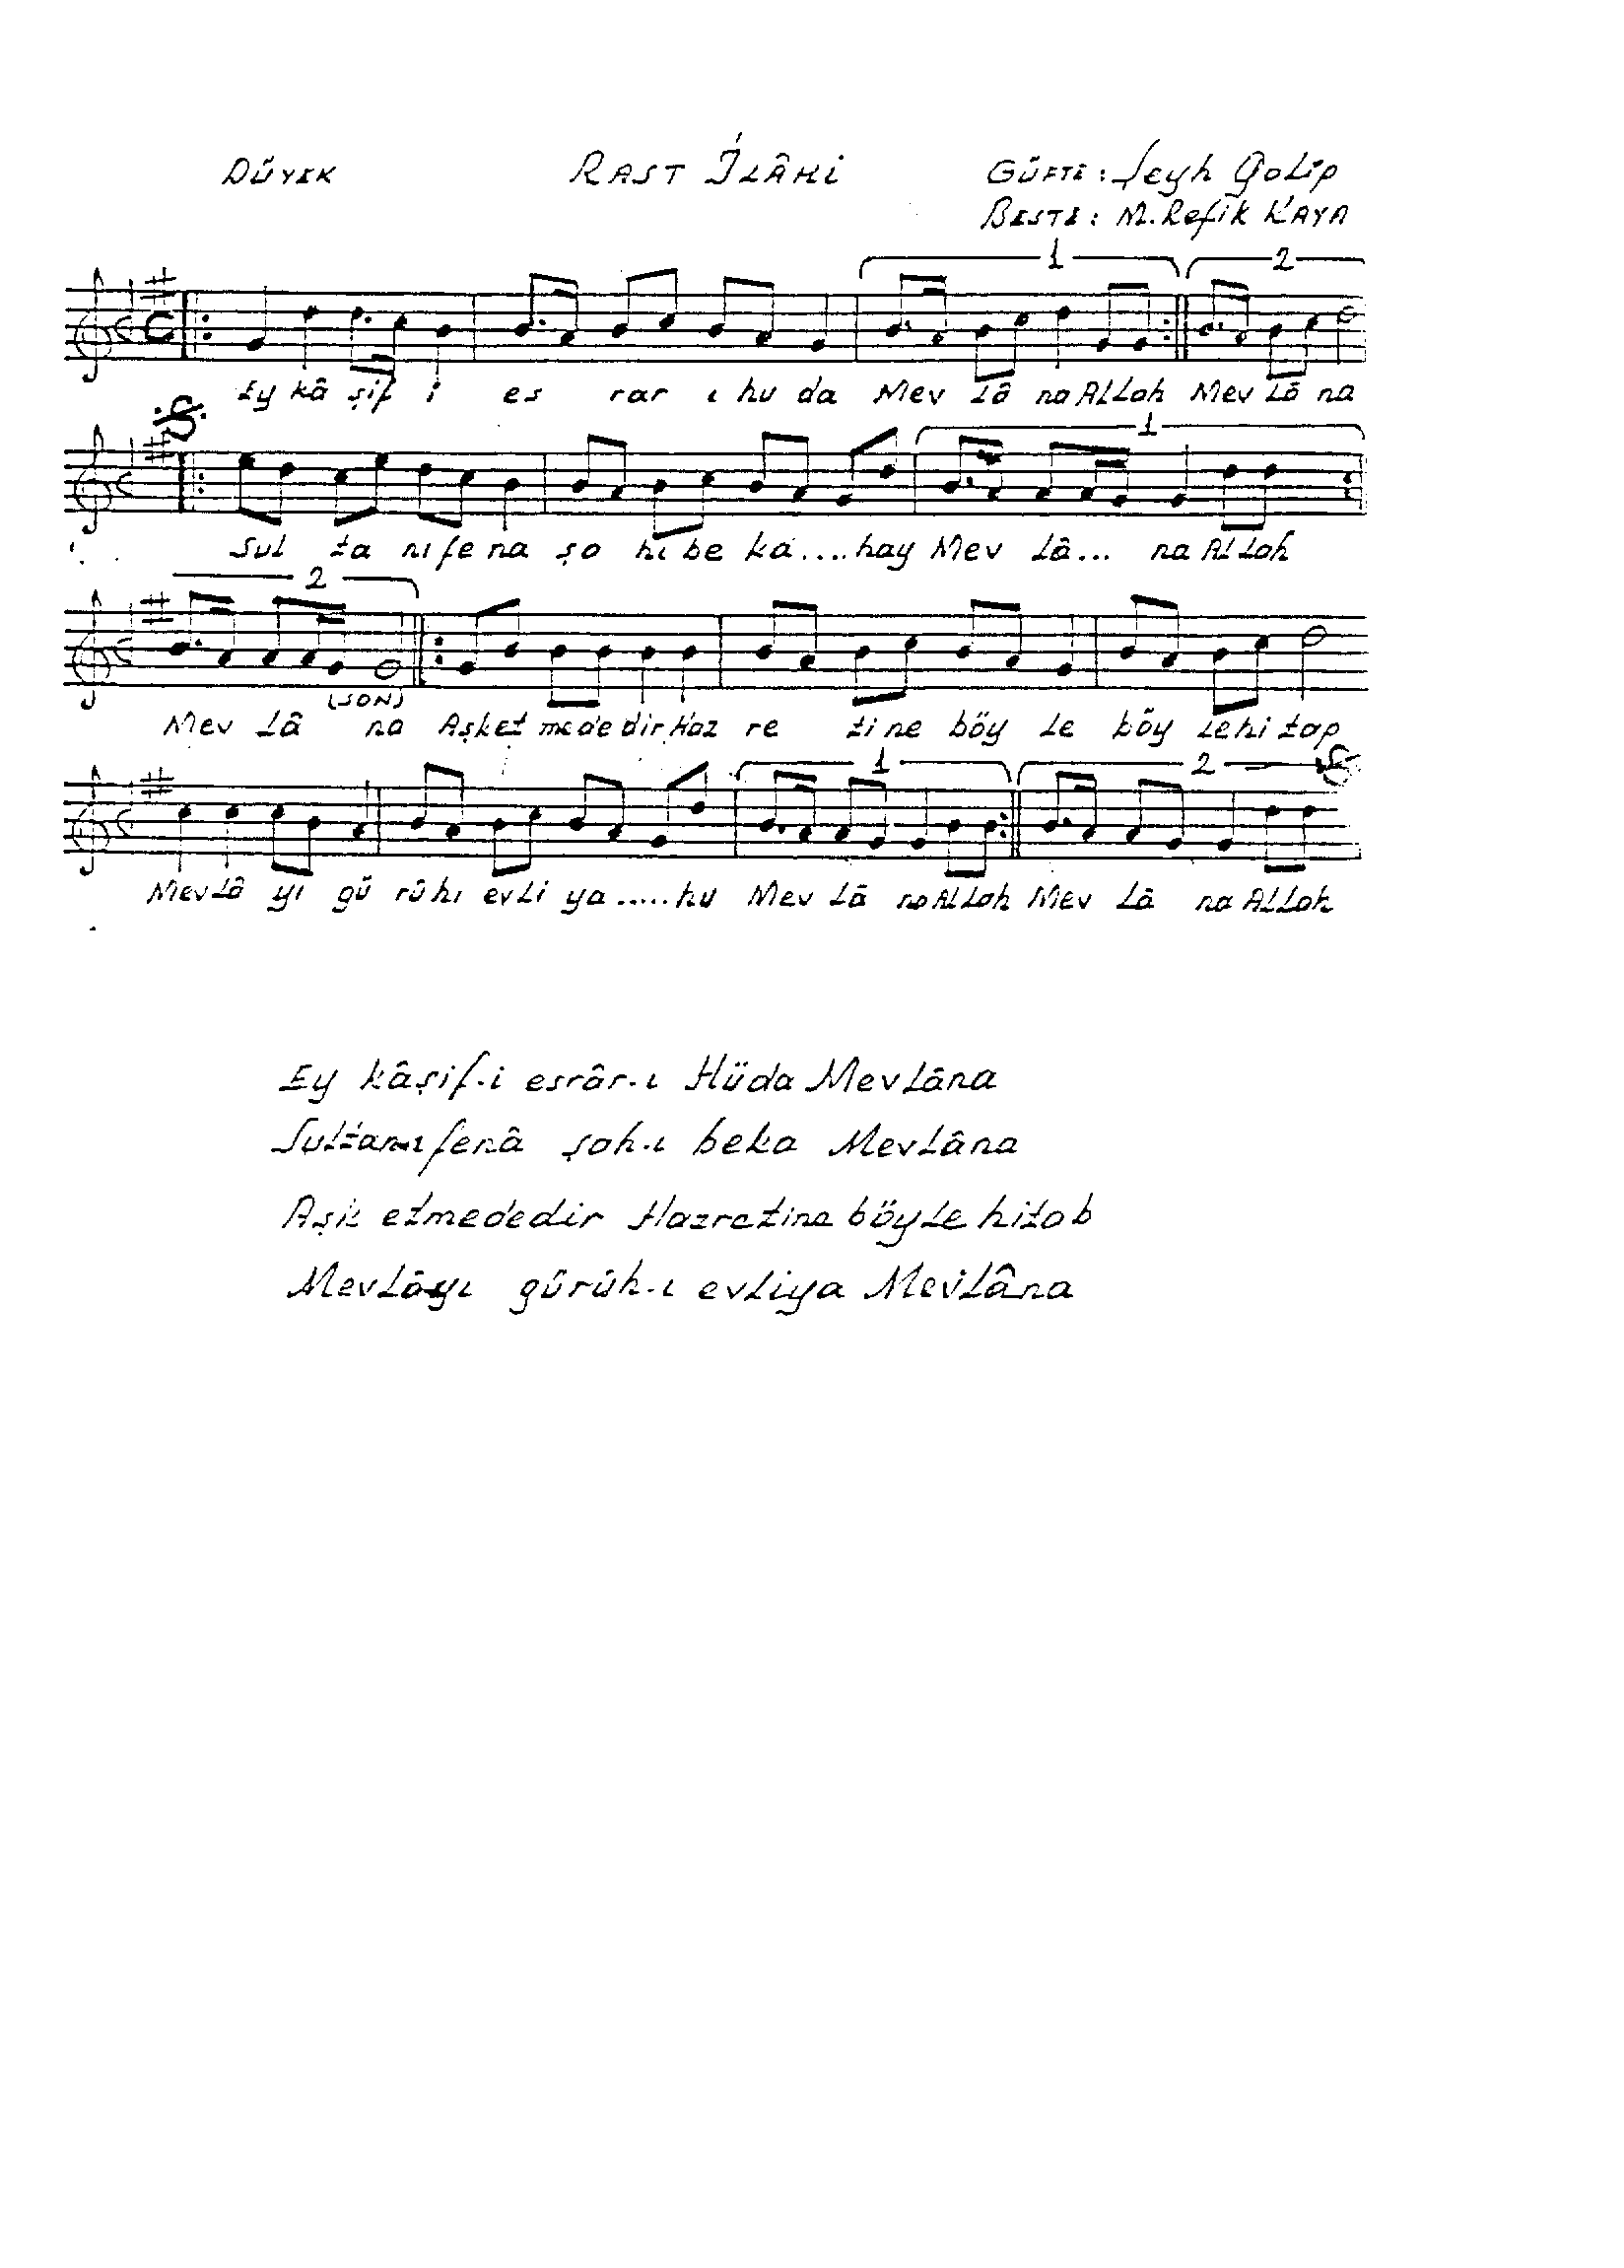 DÜYEK RAST İLÂHİ GÜFTE : Şeyh Galip
BESTE : M. Refik KAYA
1 2
Ey kâ şif i es rar ı hu da Mev lâ na Allah Mev lâ na
1
Sul ta nı fe na şa hı be ka .... hay Mev lâ ... na Allah
2
(SON)
Mev lâ na Aşk et me de dir Haz re ti ne böy le böy le hi tap
1 2
Mev lâ yı gü rû hı ev li ya ..... hu Mev lâ na Allah Mev lâ na Allah
Ey kâşif-i esrâr-ı Hüda Mevlâna
Sultan-ı fenâ şah-ı beka Mevlâna
Aşk etmededir Hazretine böyle hitab
Mevlâyı gürûh-ı evliya Mevlâna